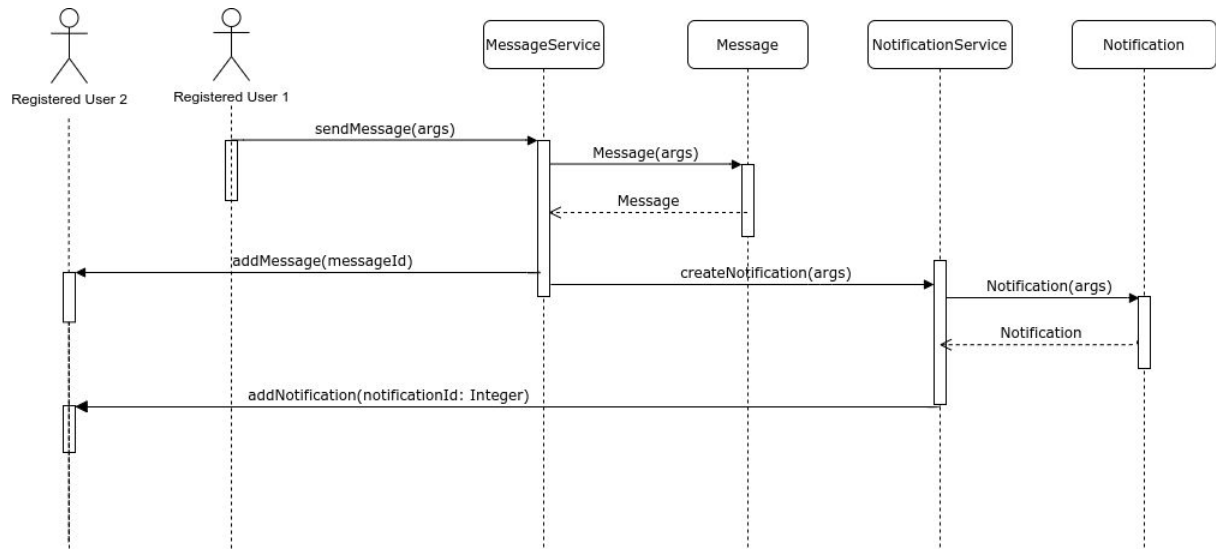 MessageService
Message
NotificationService
Notification
Registered User 2
Registered User 1
sendMessage(args)
Message(args)
Message
addMessage(messageId)
createNotification(args)
Notification(args)
Notification
addNotification(notificationId: Integer)